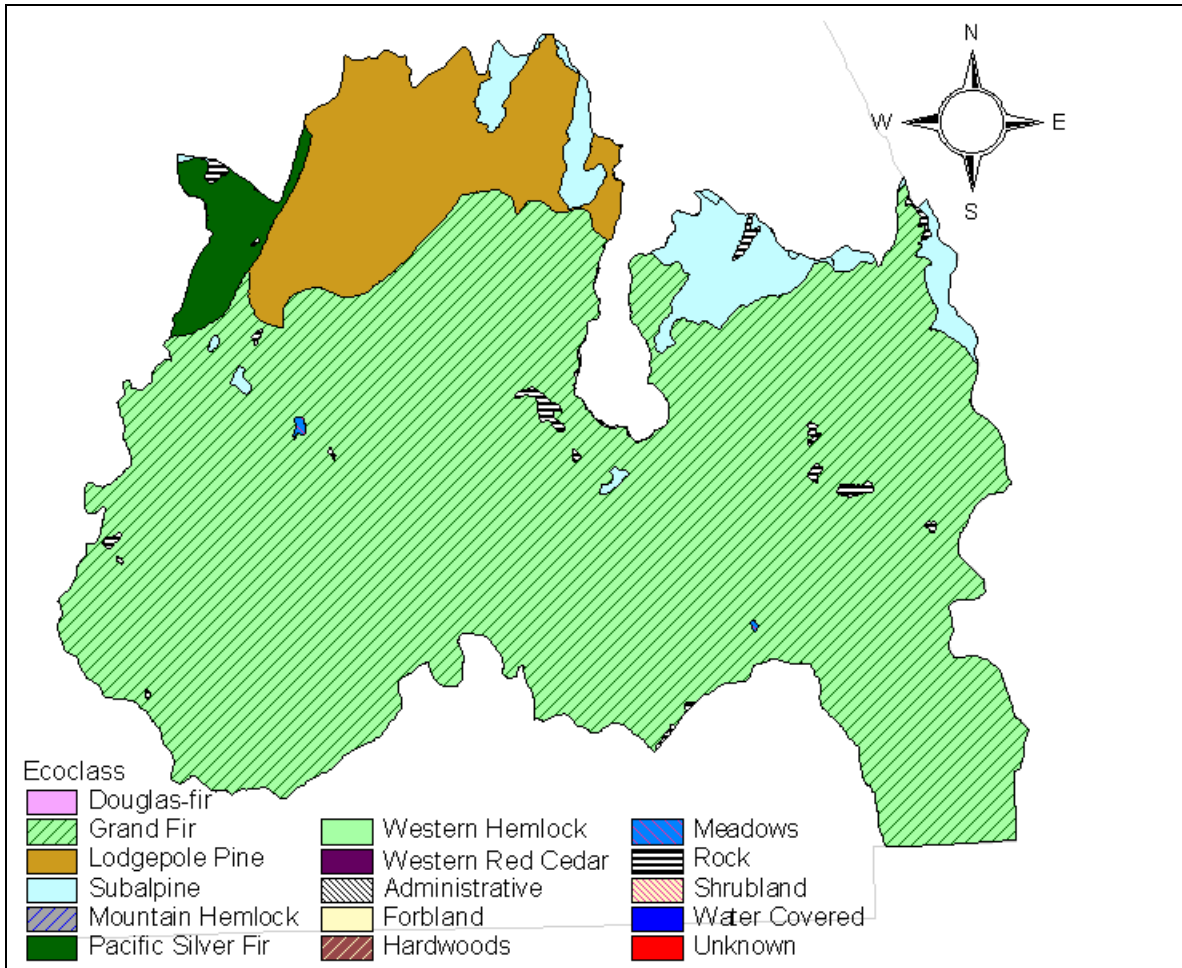 N
W
E
S
Ecoclass
Douglas-fir
Grand Fir
Lodgepole Pine
Subalpine
Mountain Hemlock
Pacific Silver Fir
Western Hemlock
Western Red Cedar
Administrative
Forbland
Hardwoods
Meadows
Rock
Shrubland
Water Covered
Unknown